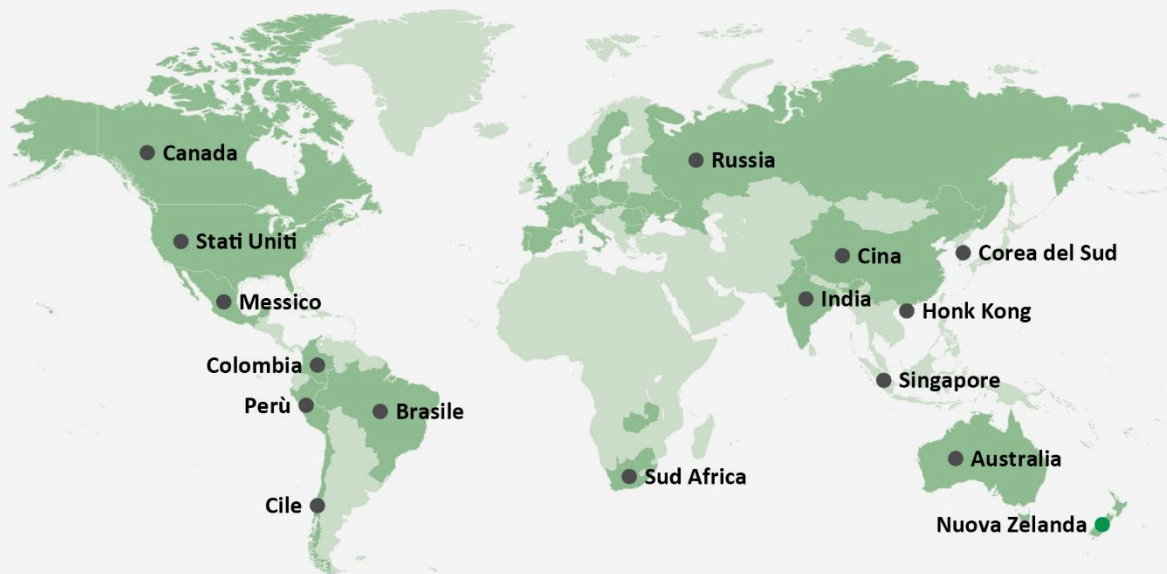 Canada
Russia
Stati Uniti
Cina
Corea del Sud
India
Messico
Honk Kong
Colombia
Singapore
Perù
Brasile
Australia
Sud Africa
Cile
Nuova Zelanda